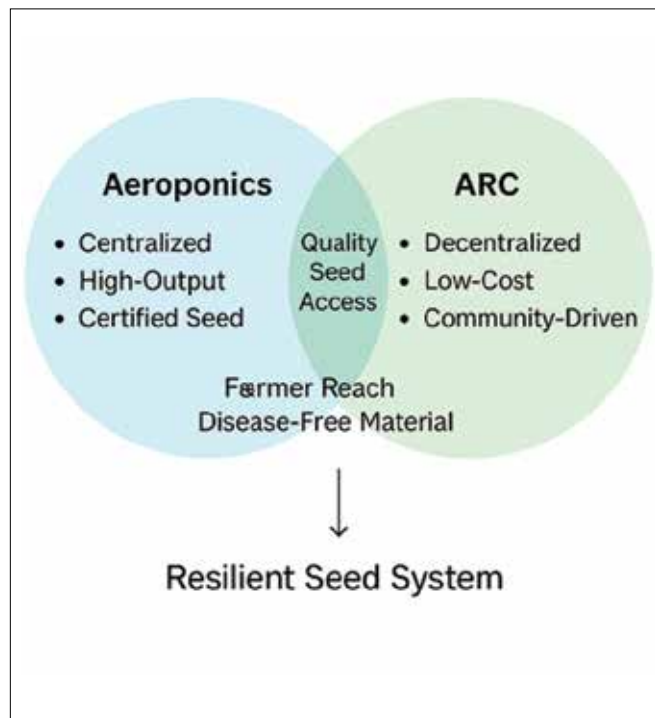 Aeroponics
• Centralized
• High-Output
• Certified Seed
Quality
Seed
Access
ARC
• Decentralized
• Low-Cost
• Community-Driven
Farmer Reach
Disease-Free Material
Resilient Seed System